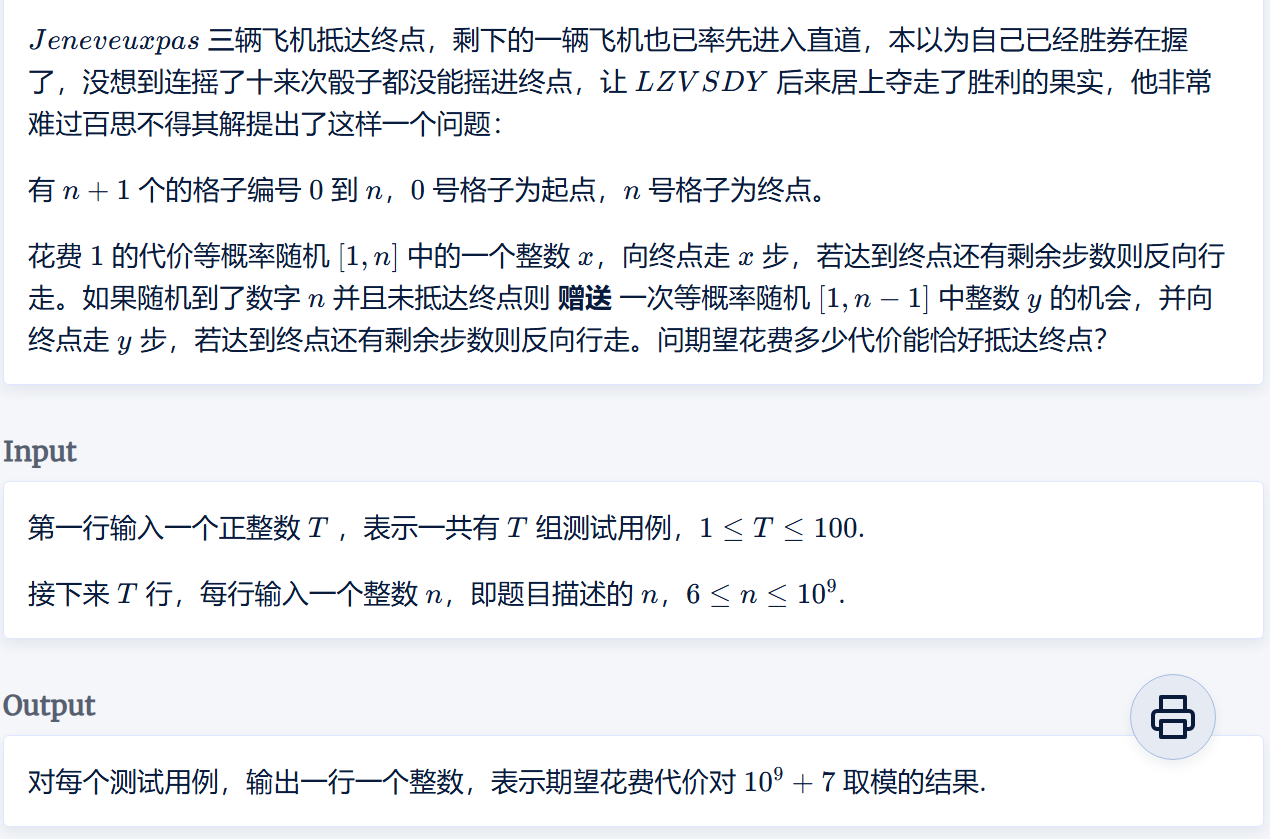 Jeneveuxpas 三辆飞机抵达终点，剩下的一辆飞机也已率先进入直道，本以为自己已经胜券在握
了，没想到连摇了十来次骰子都没能摇进终点，让 LZVSDY 后来居上夺走了胜利的果实，他非常
难过百思不得其解提出了这样一个问题：
有 n + 1 个的格子编号 0 到 n，0 号格子为起点，n 号格子为终点。
花费 1 的代价等概率随机 [1, n] 中的一个整数 x，向终点走 x 步，若达到终点还有剩余步数则反向行
走。如果随机到了数字 n 并且未抵达终点则 赠送 一次等概率随机 [1, n − 1] 中整数 y 的机会，并向
终点走 y 步，若达到终点还有剩余步数则反向行走。问期望花费多少代价能恰好抵达终点？
Input
第一行输入一个正整数 T ，表示一共有 T 组测试用例，1 ≤ T ≤ 100.
接下来 T 行，每行输入一个整数 n，即题目描述的 n，6 ≤ n ≤ 10⁹.
Output
对每个测试用例，输出一行一个整数，表示期望花费代价对 10⁹ + 7 取模的结果.